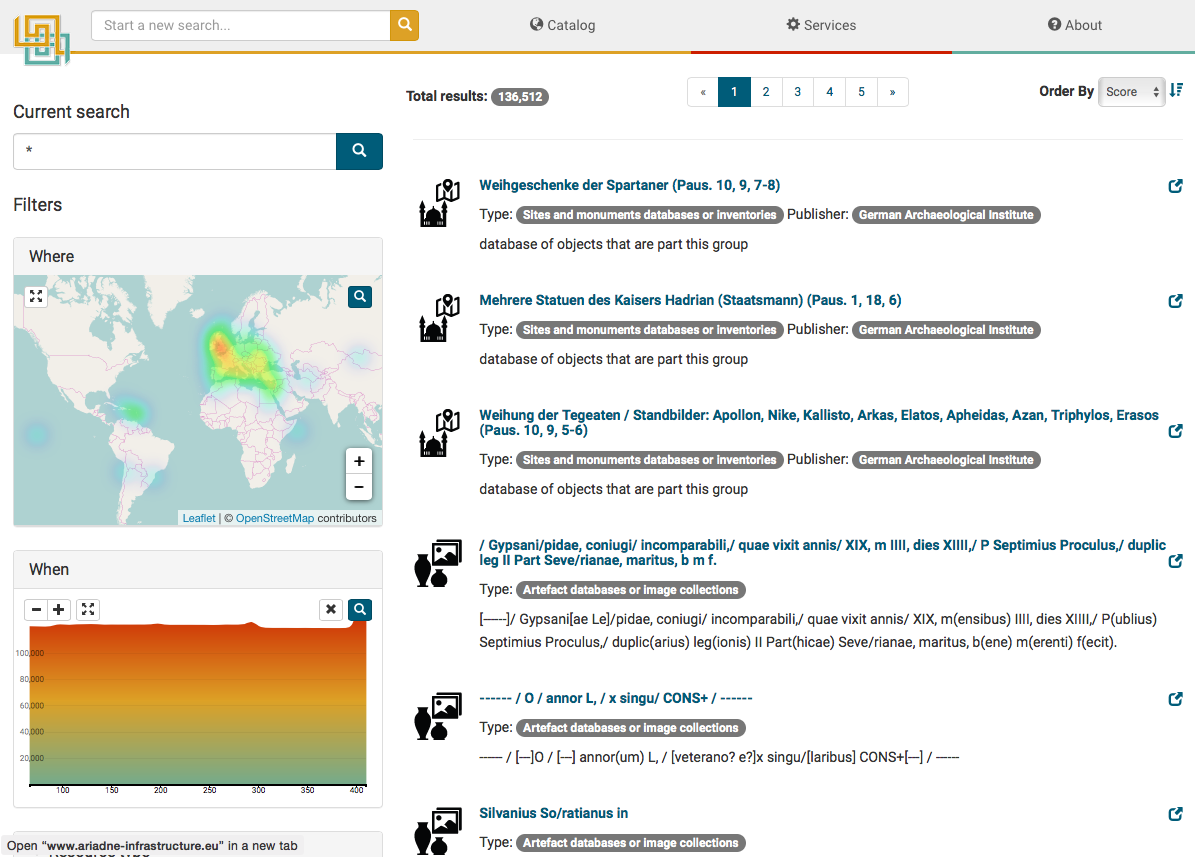 Start a new search...
Catalog
Services
About
Current search
*
Filters
Where
+
−
Leaflet | © OpenStreetMap contributors
When
100,000
80,000
60,000
40,000
20,000
100 150 200 250 300 350 400
Open “www.ariadne-infrastructure.eu” in a new tab
Total results: 136,512
« 1 2 3 4 5 »
Order By Score
Weihgeschenke der Spartaner (Paus. 10, 9, 7-8)
Type: Sites and monuments databases or inventories Publisher: German Archaeological Institute
database of objects that are part this group
Mehrere Statuen des Kaisers Hadrian (Staatsmann) (Paus. 1, 18, 6)
Type: Sites and monuments databases or inventories Publisher: German Archaeological Institute
database of objects that are part this group
Weihung der Tegeaten / Standbilder: Apollon, Nike, Kallisto, Arkas, Elatos, Apheidas, Azan, Triphylos, Erasos
(Paus. 10, 9, 5-6)
Type: Sites and monuments databases or inventories Publisher: German Archaeological Institute
database of objects that are part this group
/ Gypsani/pidae, coniugi/ incomparabili,/ quae vixit annis/ XIX, m IIII, dies XIIII,/ P Septimius Proculus,/ duplic
leg II Part Seve/rianae, maritus, b m f.
Type: Artefact databases or image collections
[------]/ Gypsani[ae Le]/pidae, coniugi/ incomparabili,/ quae vixit annis/ XIX, m(ensibus) IIII, dies XIIII,/ P(ublius)
Septimius Proculus,/ duplic(arius) leg(ionis) II Part(hicae) Seve/rianae, maritus, b(ene) m(erenti) f(ecit).
------ / O / annor L, / x singu/ CONS+ / ------
Type: Artefact databases or image collections
------ / [---]O / [---] annor(um) L, / [veterano? e?]x singu/[laribus] CONS+[---] / ------
Silvanius So/ratianus in
Type: Artefact databases or image collections